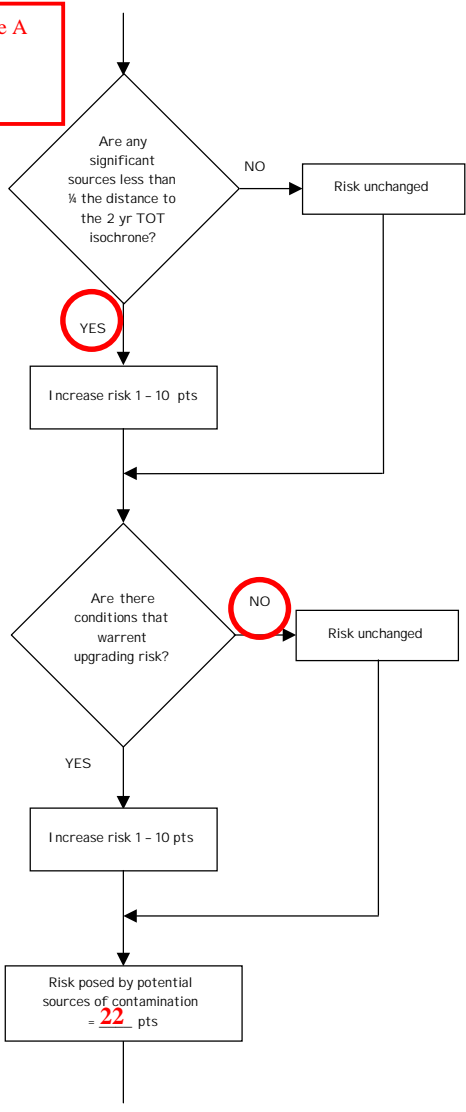 e A
Are any
significant
sources less than
¼ the distance to
the 2 yr TOT
isochrone?
NO
Risk unchanged
YES
Increase risk 1 – 10 pts
Are there
conditions that
warrent
upgrading risk?
NO
Risk unchanged
YES
Increase risk 1 – 10 pts
Risk posed by potential
sources of contamination
= 22 pts